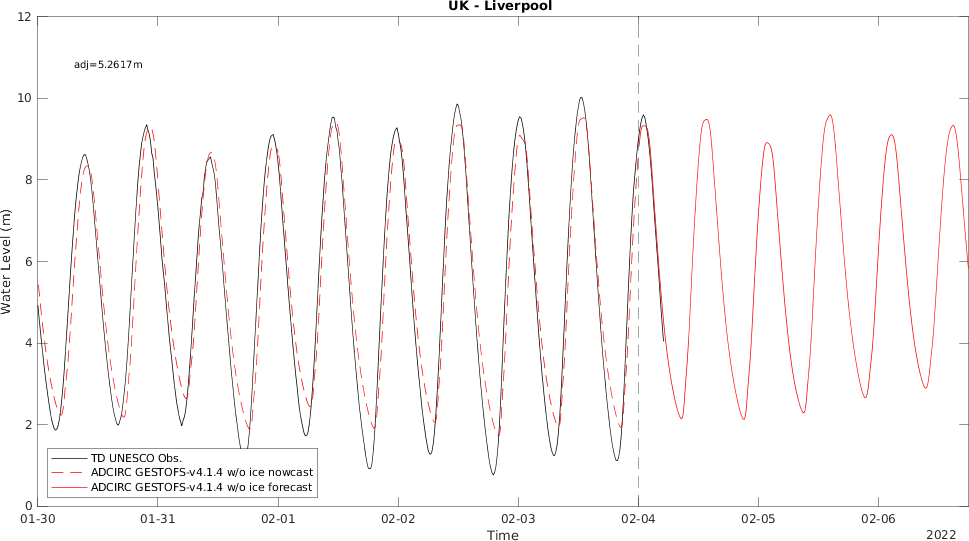 UK - Liverpool
12
adj=5.2617m
10
8
6
4
2
0
Water Level (m)
TD UNESCO Obs.
ADCIRC GESTOFS-v4.1.4 w/o ice nowcast
ADCIRC GESTOFS-v4.1.4 w/o ice forecast
01-30 01-31 02-01 02-02 02-03 02-04 02-05 02-06
Time
2022